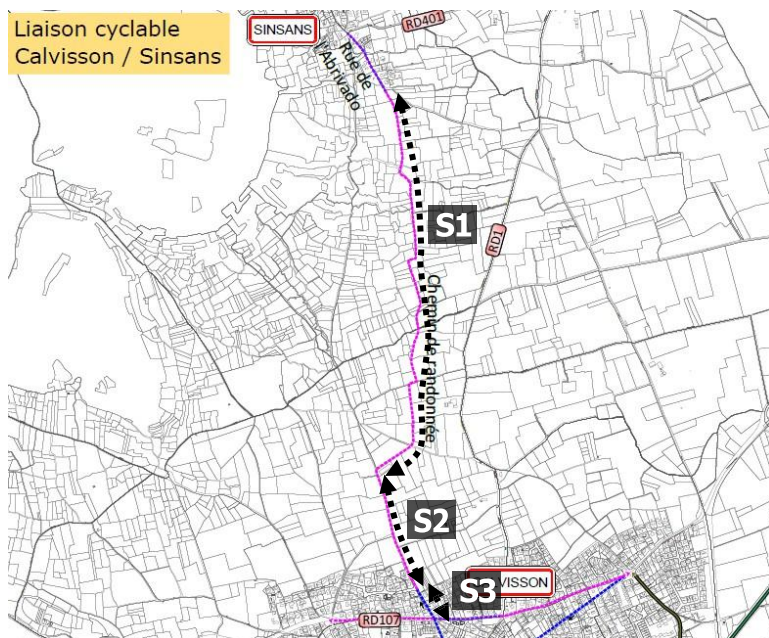 Liaison cyclable
Calvisson / Sinsans
SINSANS
RD401
Rue de
l'Abrivado
S1
RD1
Chemin de randonnée
S2
S3
VISSON
RD107